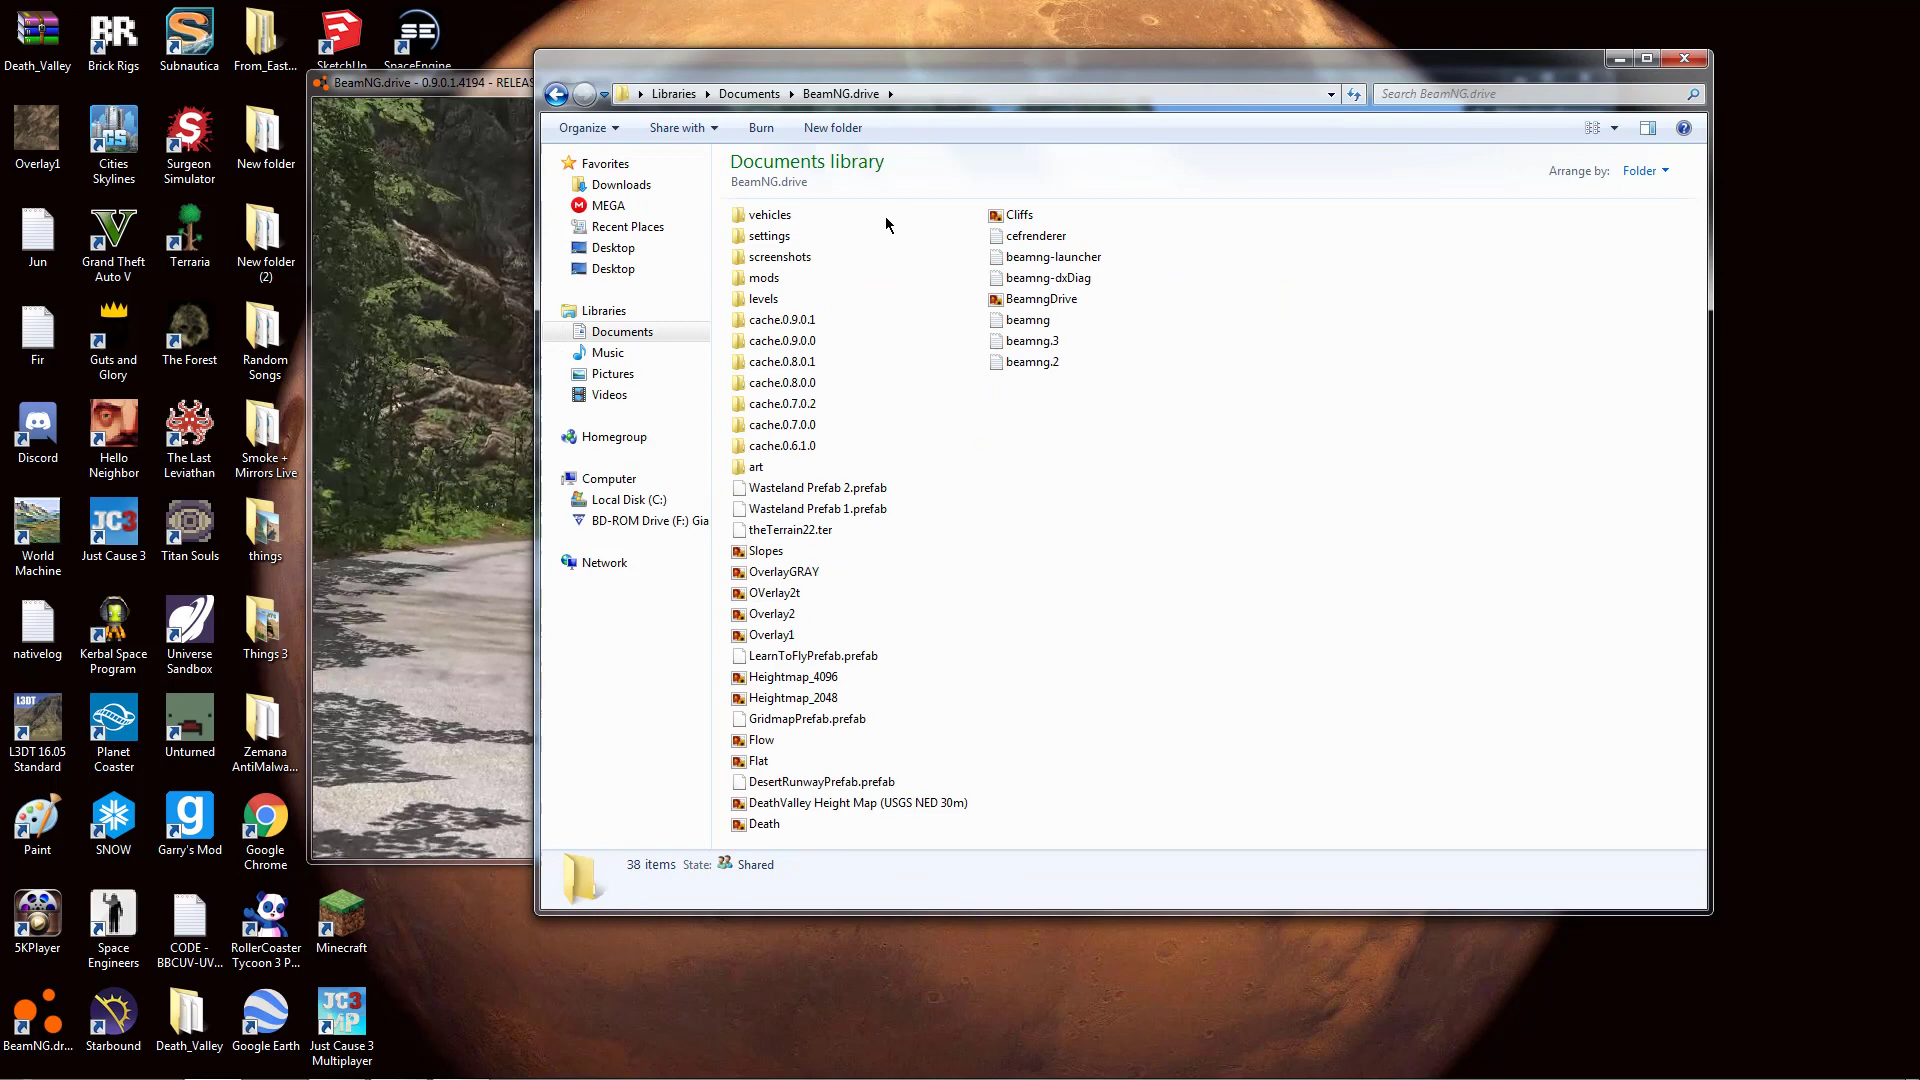 Death_Valley
Brick Rigs
Subnautica
From_East...
SketchUp
SpaceEngine
Overlay1
Cities
Skylines
Surgeon
Simulator
New folder
Jun
Grand Theft
Auto V
Terraria
New folder
(2)
Fir
Guts and
Glory
The Forest
Random
Songs
Discord
Hello
Neighbor
The Last
Leviathan
Smoke +
Mirrors Live
World
Machine
Just Cause 3
Titan Souls
things
nativelog
Kerbal Space
Program
Universe
Sandbox
Things 3
L3DT 16.05
Standard
Planet
Coaster
Unturned
Zemana
AntiMalwa...
Paint
SNOW
Garry's Mod
Google
Chrome
5KPlayer
Space
Engineers
CODE -
BBCUV-UV...
RollerCoaster
Tycoon 3 P...
Minecraft
BeamNG.dr...
Starbound
Death_Valley
Google Earth
Just Cause 3
Multiplayer
BeamNG.drive - 0.9.0.1.4194 - RELEAS
Libraries
Documents
BeamNG.drive
Search BeamNG.drive
Organize
Share with
Burn
New folder
Favorites
Downloads
MEGA
Recent Places
Desktop
Desktop
Libraries
Documents
Music
Pictures
Videos
Homegroup
Computer
Local Disk (C:)
BD-ROM Drive (F:) Gia
Network
Documents library
BeamNG.drive
Arrange by:
Folder
vehicles
settings
screenshots
mods
levels
cache.0.9.0.1
cache.0.9.0.0
cache.0.8.0.1
cache.0.8.0.0
cache.0.7.0.2
cache.0.7.0.0
cache.0.6.1.0
art
Wasteland Prefab 2.prefab
Wasteland Prefab 1.prefab
theTerrain22.ter
Slopes
OverlayGRAY
OVerlay2t
Overlay2
Overlay1
LearnToFlyPrefab.prefab
Heightmap_4096
Heightmap_2048
GridmapPrefab.prefab
Flow
Flat
DesertRunwayPrefab.prefab
DeathValley Height Map (USGS NED 30m)
Death
Cliffs
cefrenderer
beamng-launcher
beamng-dxDiag
BeamngDrive
beamng
beamng.3
beamng.2
38 items
State:
Shared